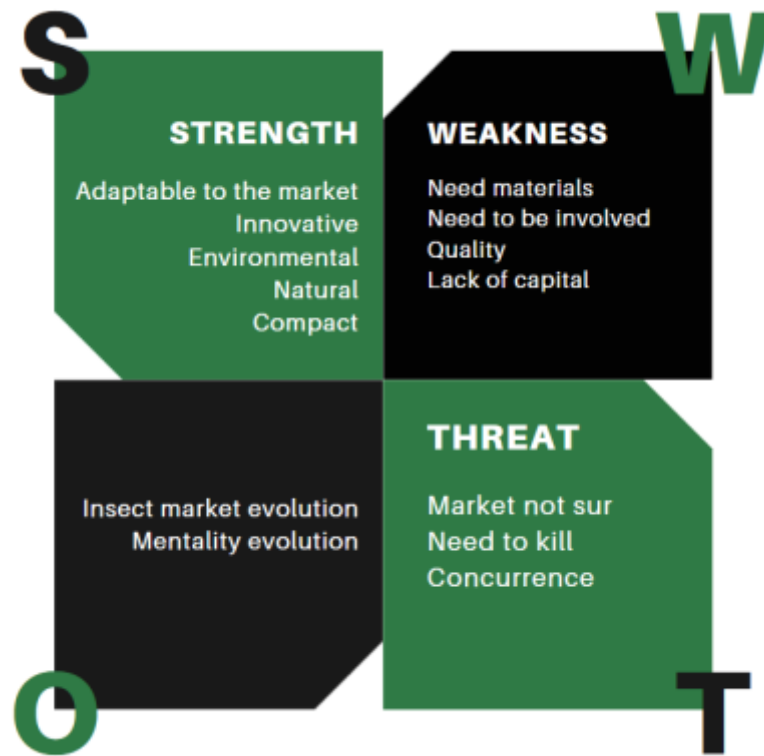 S
W
STRENGTH
Adaptable to the market
Innovative
Environmental
Natural
Compact
WEAKNESS
Need materials
Need to be involved
Quality
Lack of capital
Insect market evolution
Mentality evolution
THREAT
Market not sur
Need to kill
Concurrence
O
T